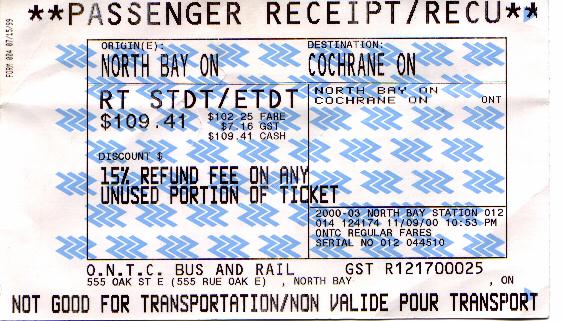 **PASSENGER RECEIPT/RECU**
FORM 004 07/15/99
ORIGIN(E):
NORTH BAY ON
DESTINATION:
COCHRANE ON
RT STDT/ETDT
$109.41
$102.25 FARE
$7.16 GST
$109.41 CASH
NORTH BAY ON
COCHRANE ON ONT
DISCOUNT $
15% REFUND FEE ON ANY
UNUSED PORTION OF TICKET
2000-03 NORTH BAY STATION 012
014 124174 11/09/00 10:53 PM
ONTC REGULAR FARES
SERIAL NO 012 044510
O.N.T.C. BUS AND RAIL GST R121700025
555 OAK ST E (555 RUE OAK E) , NORTH BAY , ON
NOT GOOD FOR TRANSPORTATION/NON VALIDE POUR TRANSPORT